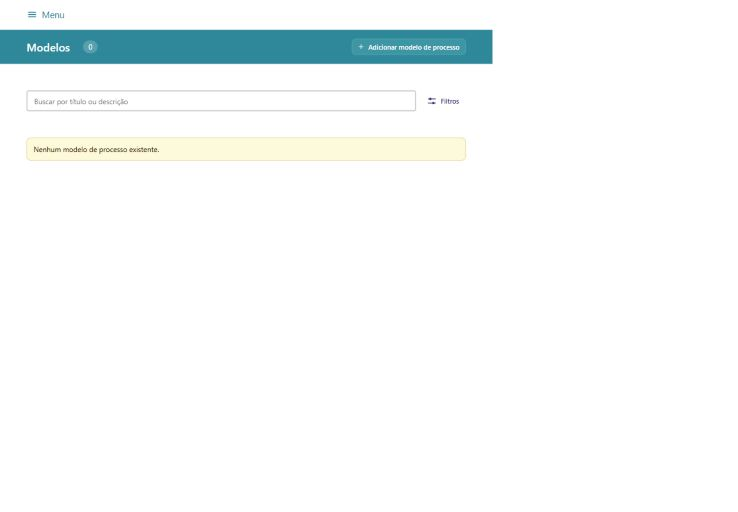 Menu
Modelos 0
+ Adicionar modelo de processo
Buscar por título ou descrição
Filtros
Nenhum modelo de processo existente.